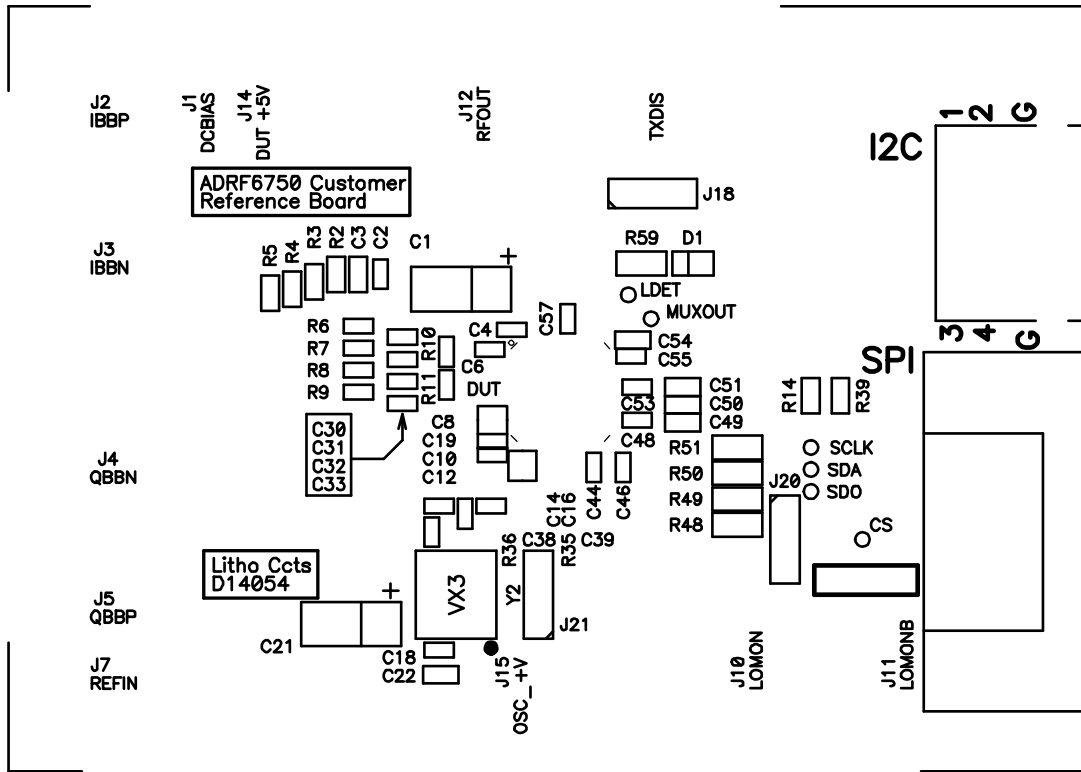 J2
IBBP
J1
DCBIAS
J14
DUT +5V
J12
RFOUT
TXDIS
1
2
G
I2C
ADRF6750 Customer
Reference Board
J18
J3
IBBN
R5
R4
R3
R2
C3
C2
C1
+
R59
D1
LDET
MUXOUT
C57
C4
C54
C55
R6
R7
R8
R9
R10
R11
C6
DUT
3
4
G
SPI
C51
C50
C49
C53
C48
R14
R39
C30
C31
C32
C33
C8
C19
C10
C12
J4
QBBN
R51
R50
R49
R48
SCLK
SDA
SDO
J20
CS
C44
C46
C14
C16
R36
C38
R35
C39
Litho Ccts
D14054
+
VX3
Y2
J21
J5
QBBP
C21
C18
C22
J15
OSC_+V
J7
REFIN
J10
LOMON
J11
LOMONB